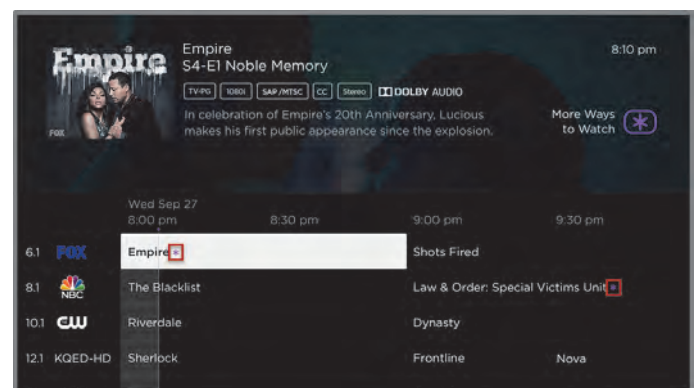 Empire
FOX
Empire
S4-E1 Noble Memory
8:10 pm
TV-PG 1080i SAP/MTSC CC Stereo DOLBY AUDIO
In celebration of Empire's 20th Anniversary, Lucious
makes his first public appearance since the explosion.
More Ways
to Watch
Wed Sep 27
8:00 pm 8:30 pm 9:00 pm 9:30 pm
6.1 FOX Empire Shots Fired
8.1 NBC The Blacklist Law & Order: Special Victims Unit
10.1 CW Riverdale Dynasty
12.1 KQED-HD Sherlock Frontline Nova